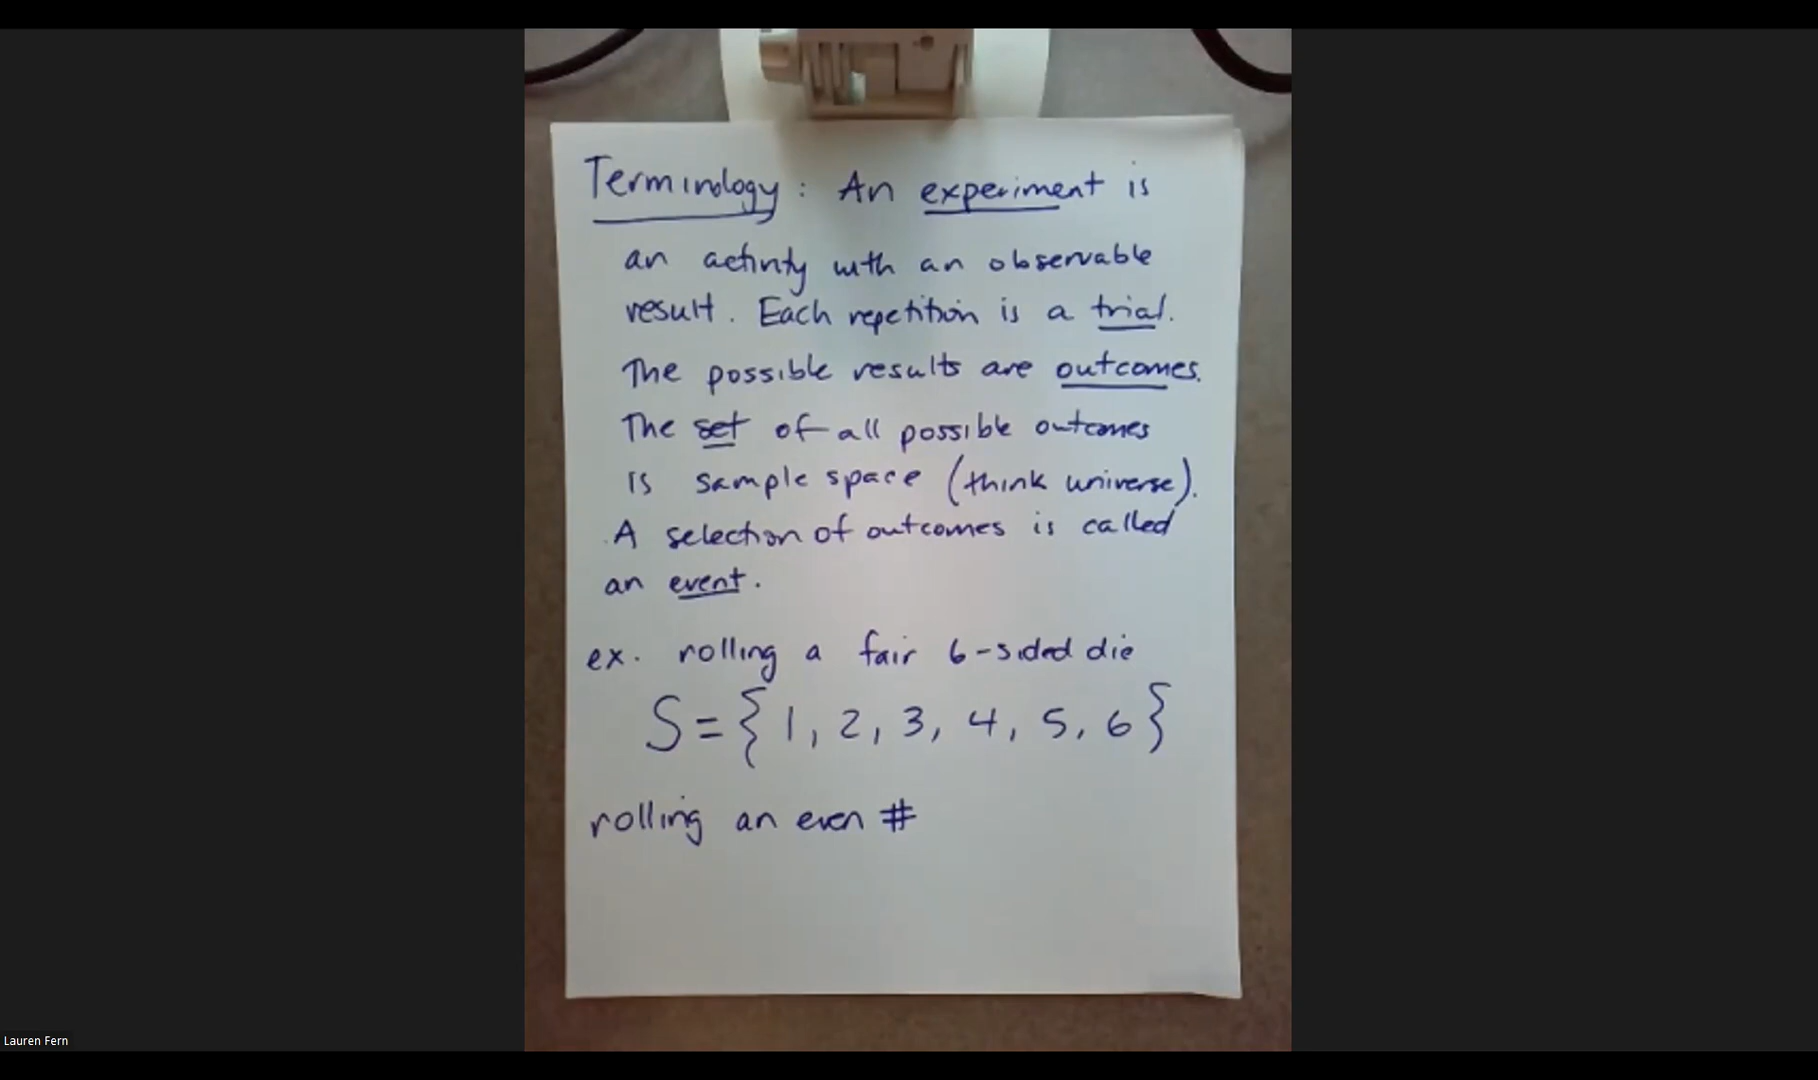 Terminology: An experiment is
an activity with an observable
result. Each repetition is a trial.
The possible results are outcomes.
The set of all possible outcomes
is sample space (think universe).
A selection of outcomes is called
an event.
ex. rolling a fair 6-sided die
S={1, 2, 3, 4, 5, 6}
rolling an even #
Lauren Fern